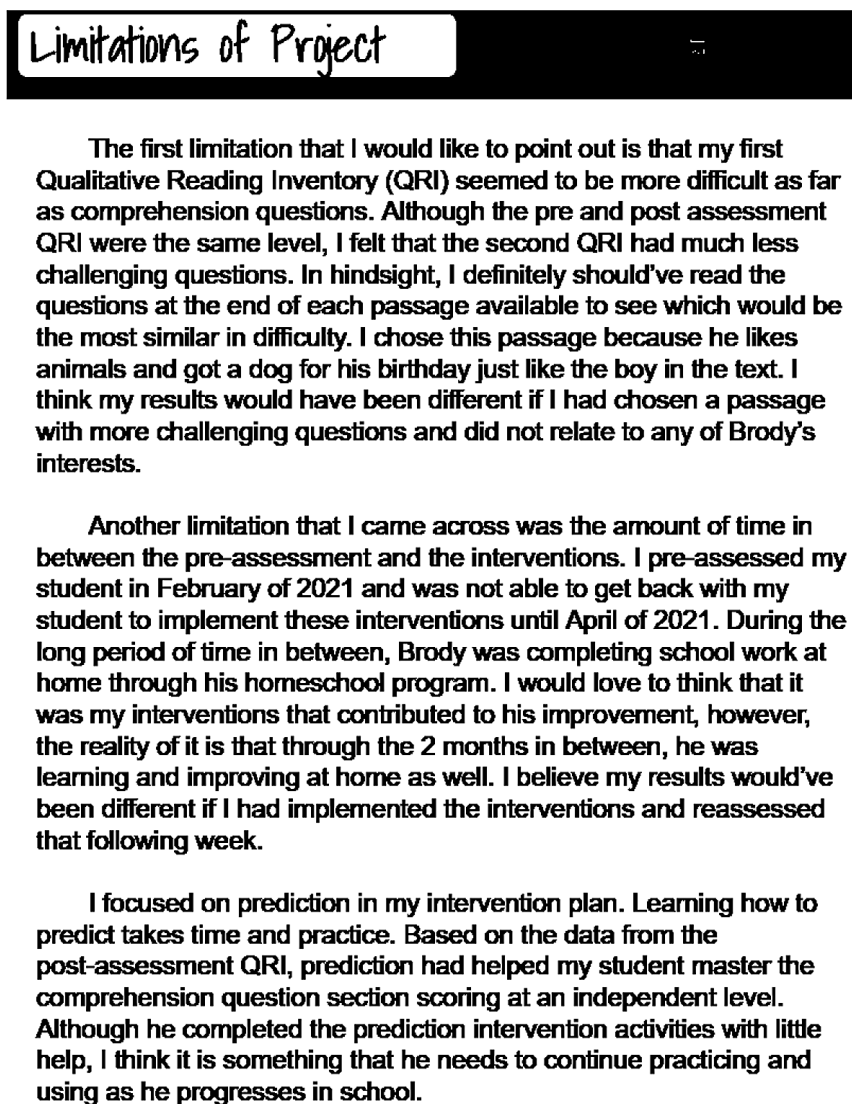 Limitations of Project
The first limitation that I would like to point out is that my first
Qualitative Reading Inventory (QRI) seemed to be more difficult as far
as comprehension questions. Although the pre and post assessment
QRI were the same level, I felt that the second QRI had much less
challenging questions. In hindsight, I definitely should've read the
questions at the end of each passage available to see which would be
the most similar in difficulty. I chose this passage because he likes
animals and got a dog for his birthday just like the boy in the text. I
think my results would have been different if I had chosen a passage
with more challenging questions and did not relate to any of Brody's
interests.
Another limitation that I came across was the amount of time in
between the pre-assessment and the interventions. I pre-assessed my
student in February of 2021 and was not able to get back with my
student to implement these interventions until April of 2021. During the
long period of time in between, Brody was completing school work at
home through his homeschool program. I would love to think that it
was my interventions that contributed to his improvement, however,
the reality of it is that through the 2 months in between, he was
learning and improving at home as well. I believe my results would've
been different if I had implemented the interventions and reassessed
that following week.
I focused on prediction in my intervention plan. Learning how to
predict takes time and practice. Based on the data from the
post-assessment QRI, prediction had helped my student master the
comprehension question section scoring at an independent level.
Although he completed the prediction intervention activities with little
help, I think it is something that he needs to continue practicing and
using as he progresses in school.